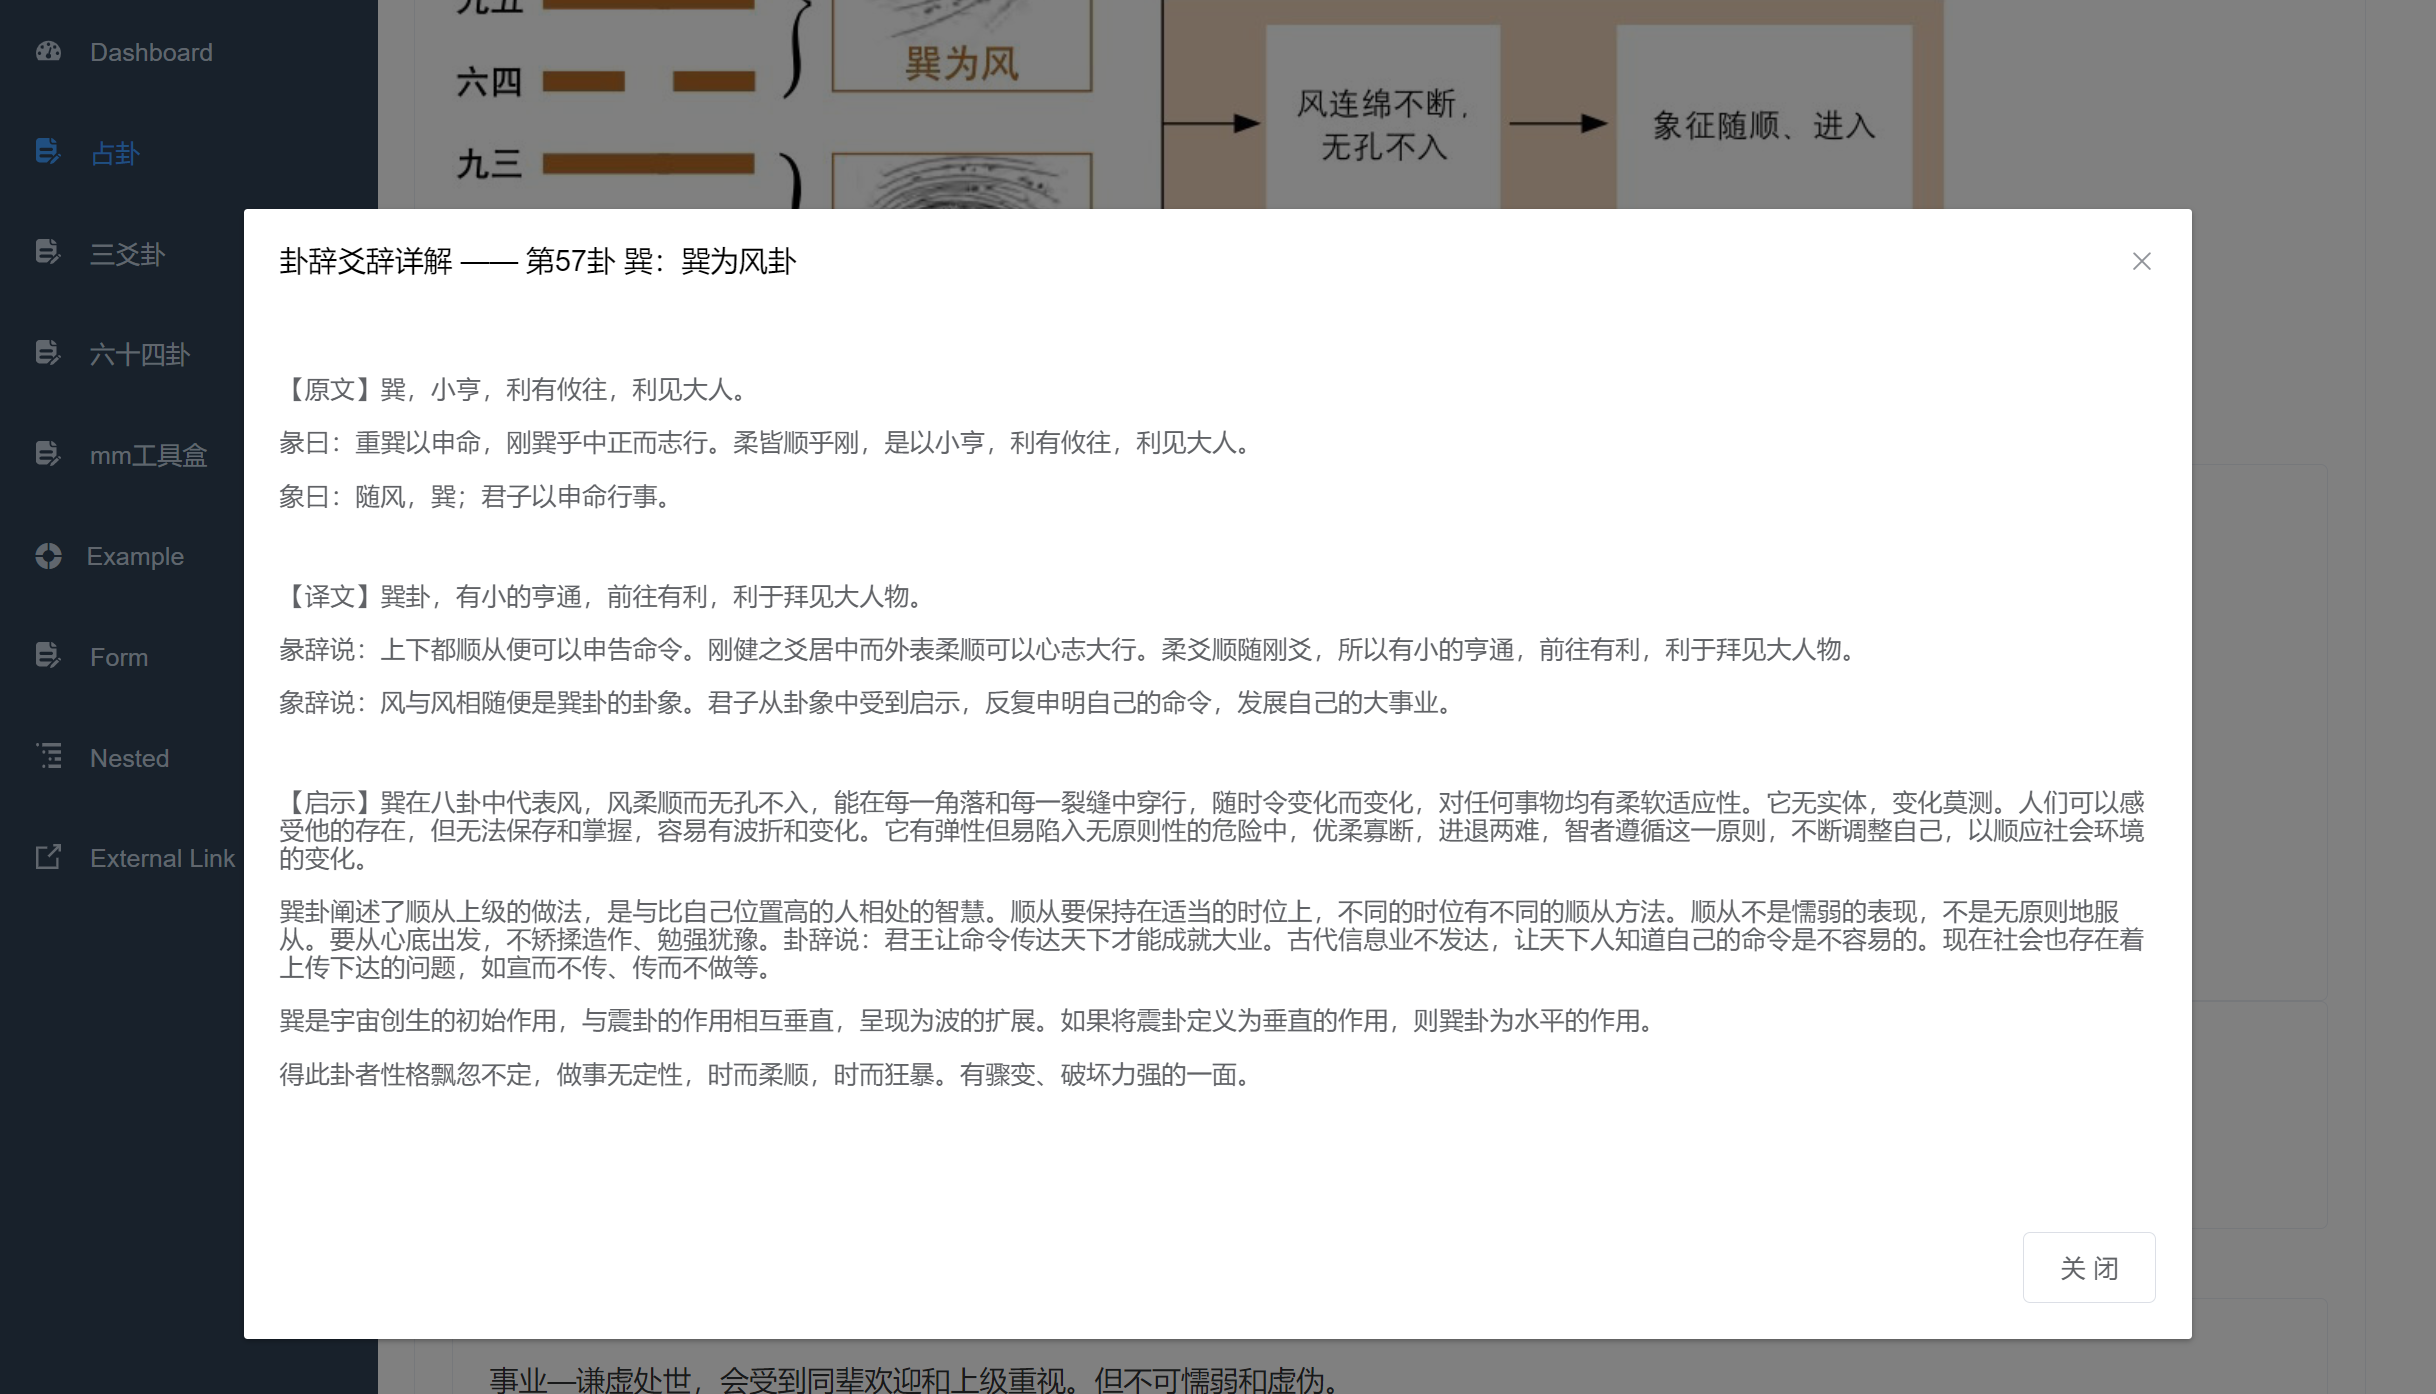 Dashboard
占卦
三爻卦
六十四卦
mm工具盒
Example
Form
Nested
External Link
九五
六四
九三
巽为风
风连绵不断，
无孔不入
象征随顺、进入
卦辞爻辞详解 —— 第57卦 巽：巽为风卦
【原文】巽，小亨，利有攸往，利见大人。
彖曰：重巽以申命，刚巽乎中正而志行。柔皆顺乎刚，是以小亨，利有攸往，利见大人。
象曰：随风，巽；君子以申命行事。
【译文】巽卦，有小的亨通，前往有利，利于拜见大人物。
彖辞说：上下都顺从便可以申告命令。刚健之爻居中而外表柔顺可以心志大行。柔爻顺随刚爻，所以有小的亨通，前往有利，利于拜见大人物。
象辞说：风与风相随便是巽卦的卦象。君子从卦象中受到启示，反复申明自己的命令，发展自己的大事业。
【启示】巽在八卦中代表风，风柔顺而无孔不入，能在每一角落和每一裂缝中穿行，随时令变化而变化，对任何事物均有柔软适应性。它无实体，变化莫测。人们可以感
受他的存在，但无法保存和掌握，容易有波折和变化。它有弹性但易陷入无原则性的危险中，优柔寡断，进退两难，智者遵循这一原则，不断调整自己，以顺应社会环境
的变化。
巽卦阐述了顺从上级的做法，是与比自己位置高的人相处的智慧。顺从要保持在适当的时位上，不同的时位有不同的顺从方法。顺从不是懦弱的表现，不是无原则地服
从。要从心底出发，不矫揉造作、勉强犹豫。卦辞说：君王让命令传达天下才能成就大业。古代信息业不发达，让天下人知道自己的命令是不容易的。现在社会也存在着
上传下达的问题，如宣而不传、传而不做等。
巽是宇宙创生的初始作用，与震卦的作用相互垂直，呈现为波的扩展。如果将震卦定义为垂直的作用，则巽卦为水平的作用。
得此卦者性格飘忽不定，做事无定性，时而柔顺，时而狂暴。有骤变、破坏力强的一面。
关 闭
事业—谦虚处世，会受到同辈欢迎和上级重视。但不可懦弱和虚伪。